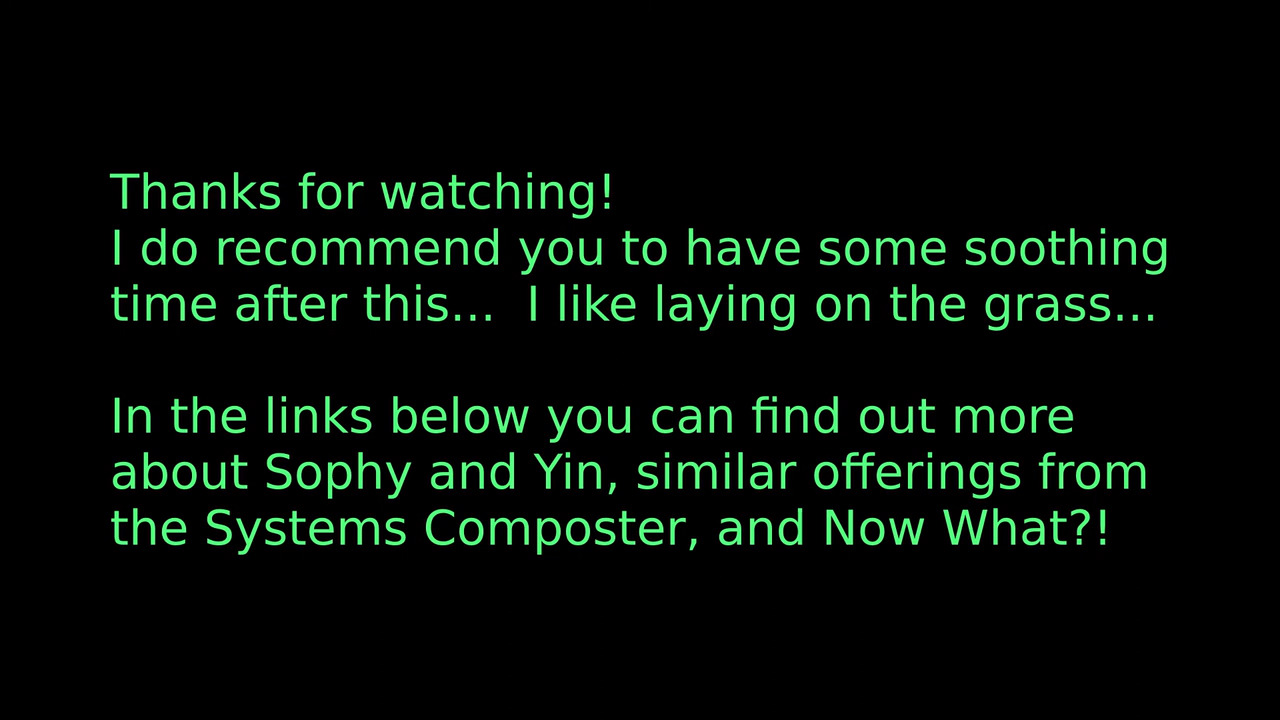 Thanks for watching!
I do recommend you to have some soothing
time after this...  I like laying on the grass...
In the links below you can find out more
about Sophy and Yin, similar offerings from
the Systems Composter, and Now What?!